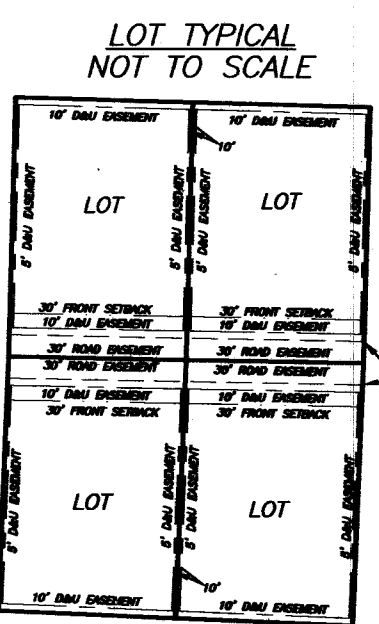 LOT TYPICAL
NOT TO SCALE
10' D&U EASEMENT
10' D&U EASEMENT
10'
5' D&U EASEMENT
5' D&U EASEMENT
5' D&U EASEMENT
5' D&U EASEMENT
LOT
LOT
30' FRONT SETBACK
30' FRONT SETBACK
10' D&U EASEMENT
10' D&U EASEMENT
30' ROAD EASEMENT
30' ROAD EASEMENT
30' ROAD EASEMENT
30' ROAD EASEMENT
10' D&U EASEMENT
10' D&U EASEMENT
30' FRONT SETBACK
30' FRONT SETBACK
5' D&U EASEMENT
5' D&U EASEMENT
5' D&U EASEMENT
5' D&U EASEMENT
LOT
LOT
10'
10' D&U EASEMENT
10' D&U EASEMENT